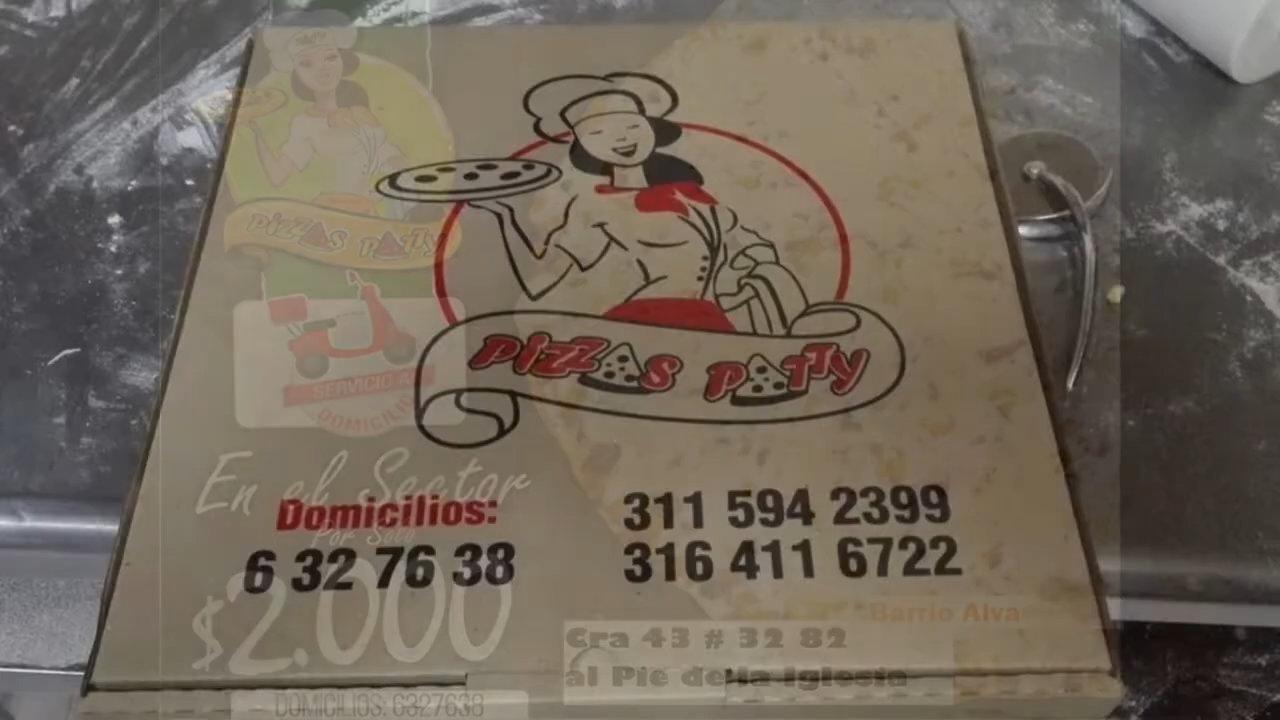 PIZZAS PATTY
PIZZAS PATTY
SERVICIO A
DOMICILIO
En el Sector
Domicilios:
Por Solo
6 32 76 38
$2.000
311 594 2399
316 411 6722
Barrio Alva
Cra 43 # 32 82
al Pie de la Iglesia
DOMICILIOS: 6327638